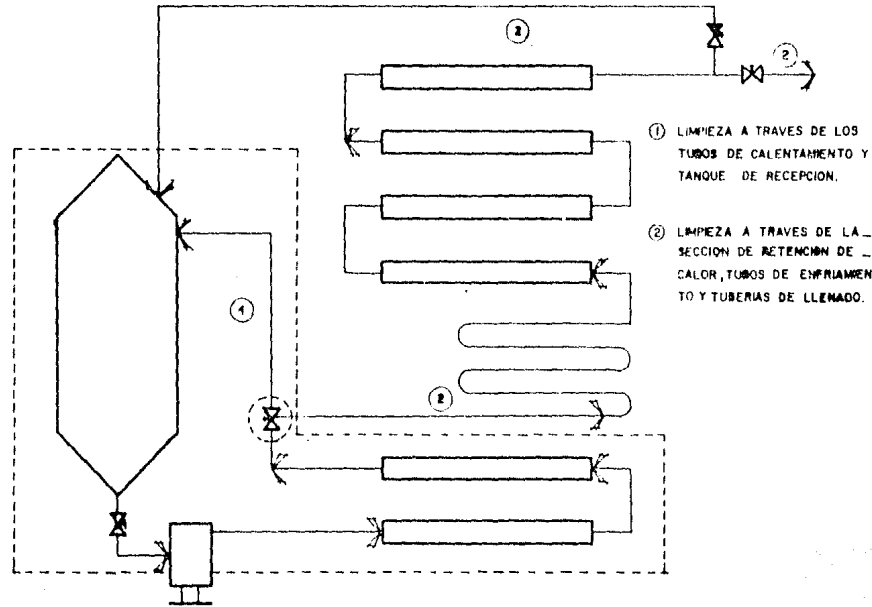 ②
②
① LIMPIEZA A TRAVES DE LOS
TUBOS DE CALENTAMIENTO Y
TANQUE DE RECEPCION.
② LIMPIEZA A TRAVES DE LA _
SECCION DE RETENCION DE _
CALOR, TUBOS DE ENFRIAMIEN
TO Y TUBERIAS DE LLENADO.
①
②